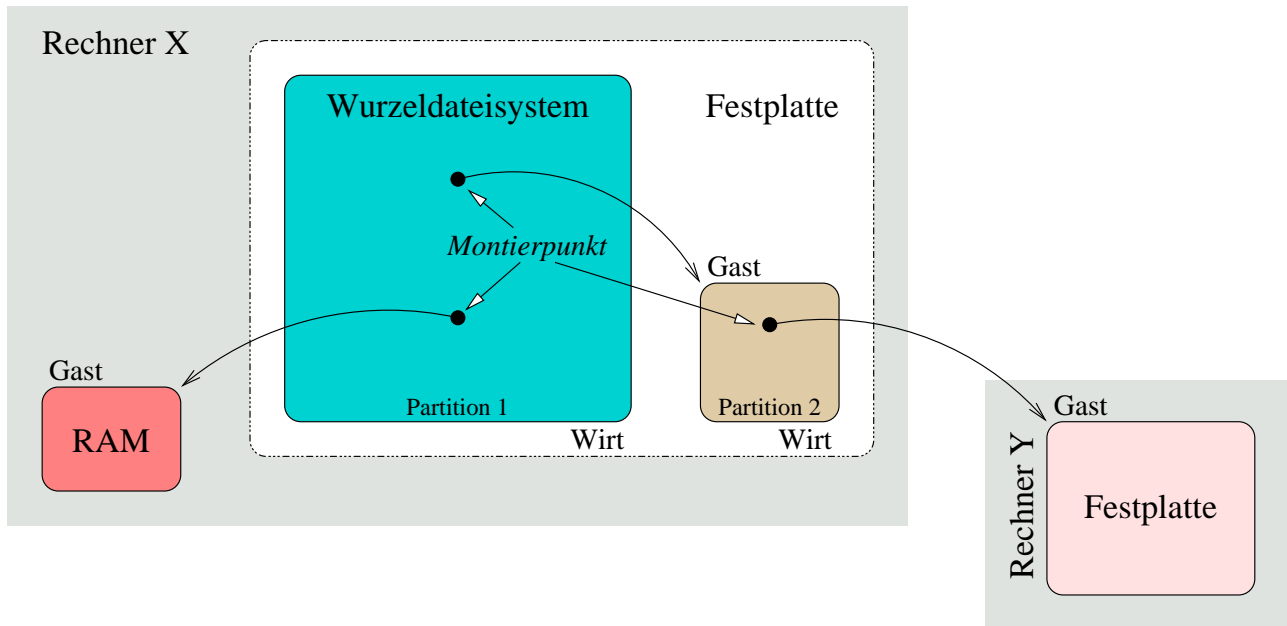 Rechner X
Wurzeldateisystem
Festplatte
Montierpunkt
Gast
Gast
RAM
Partition 1
Partition 2
Wirt
Wirt
Gast
Rechner Y
Festplatte